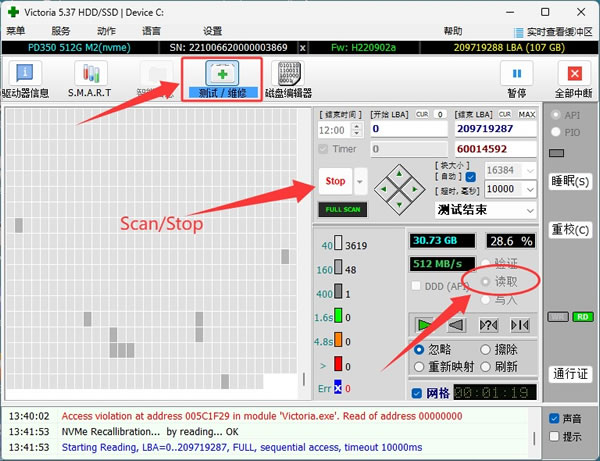 Victoria 5.37 HDD/SSD | Device C:
菜单 服务 动作 语言 设置 帮助 实时查看缓冲区
PD350 512G M2(nvme) SN: 221006620000003869 Fw: H220902a 209719288 LBA (107 GB)
驱动器信息 S.M.A.R.T 测试 / 维修 磁盘编辑器 暂停 全部中断
[ 结束时间 ] [开始 LBA] CUR 0 [ 结束 LBA] CUR MAX
12:00 0 209719287
Timer 0 60014592
[ 块大小 ]
[ 自动 ] 16384
[ 超时, 毫秒] 10000
Stop
FULL SCAN 测试结束
Scan/Stop
40 3619
160 48
400 1
1.6s 0
4.8s 0
> 0
Err X 0
30.73 GB 28.6 %
512 MB/s 验证
DDD (API) 读取
写入
忽略 擦除
重新映射 刷新
网格 00:01:19
API
PIO
睡眠(S)
重校(C)
RD
通行证
声音
提示
13:40:02 Access violation at address 005C1F29 in module 'Victoria.exe'. Read of address 00000000
13:41:53 NVMe Recallibration... by reading... OK
13:41:53 Starting Reading, LBA=0..209719287, FULL, sequential access, timeout 10000ms